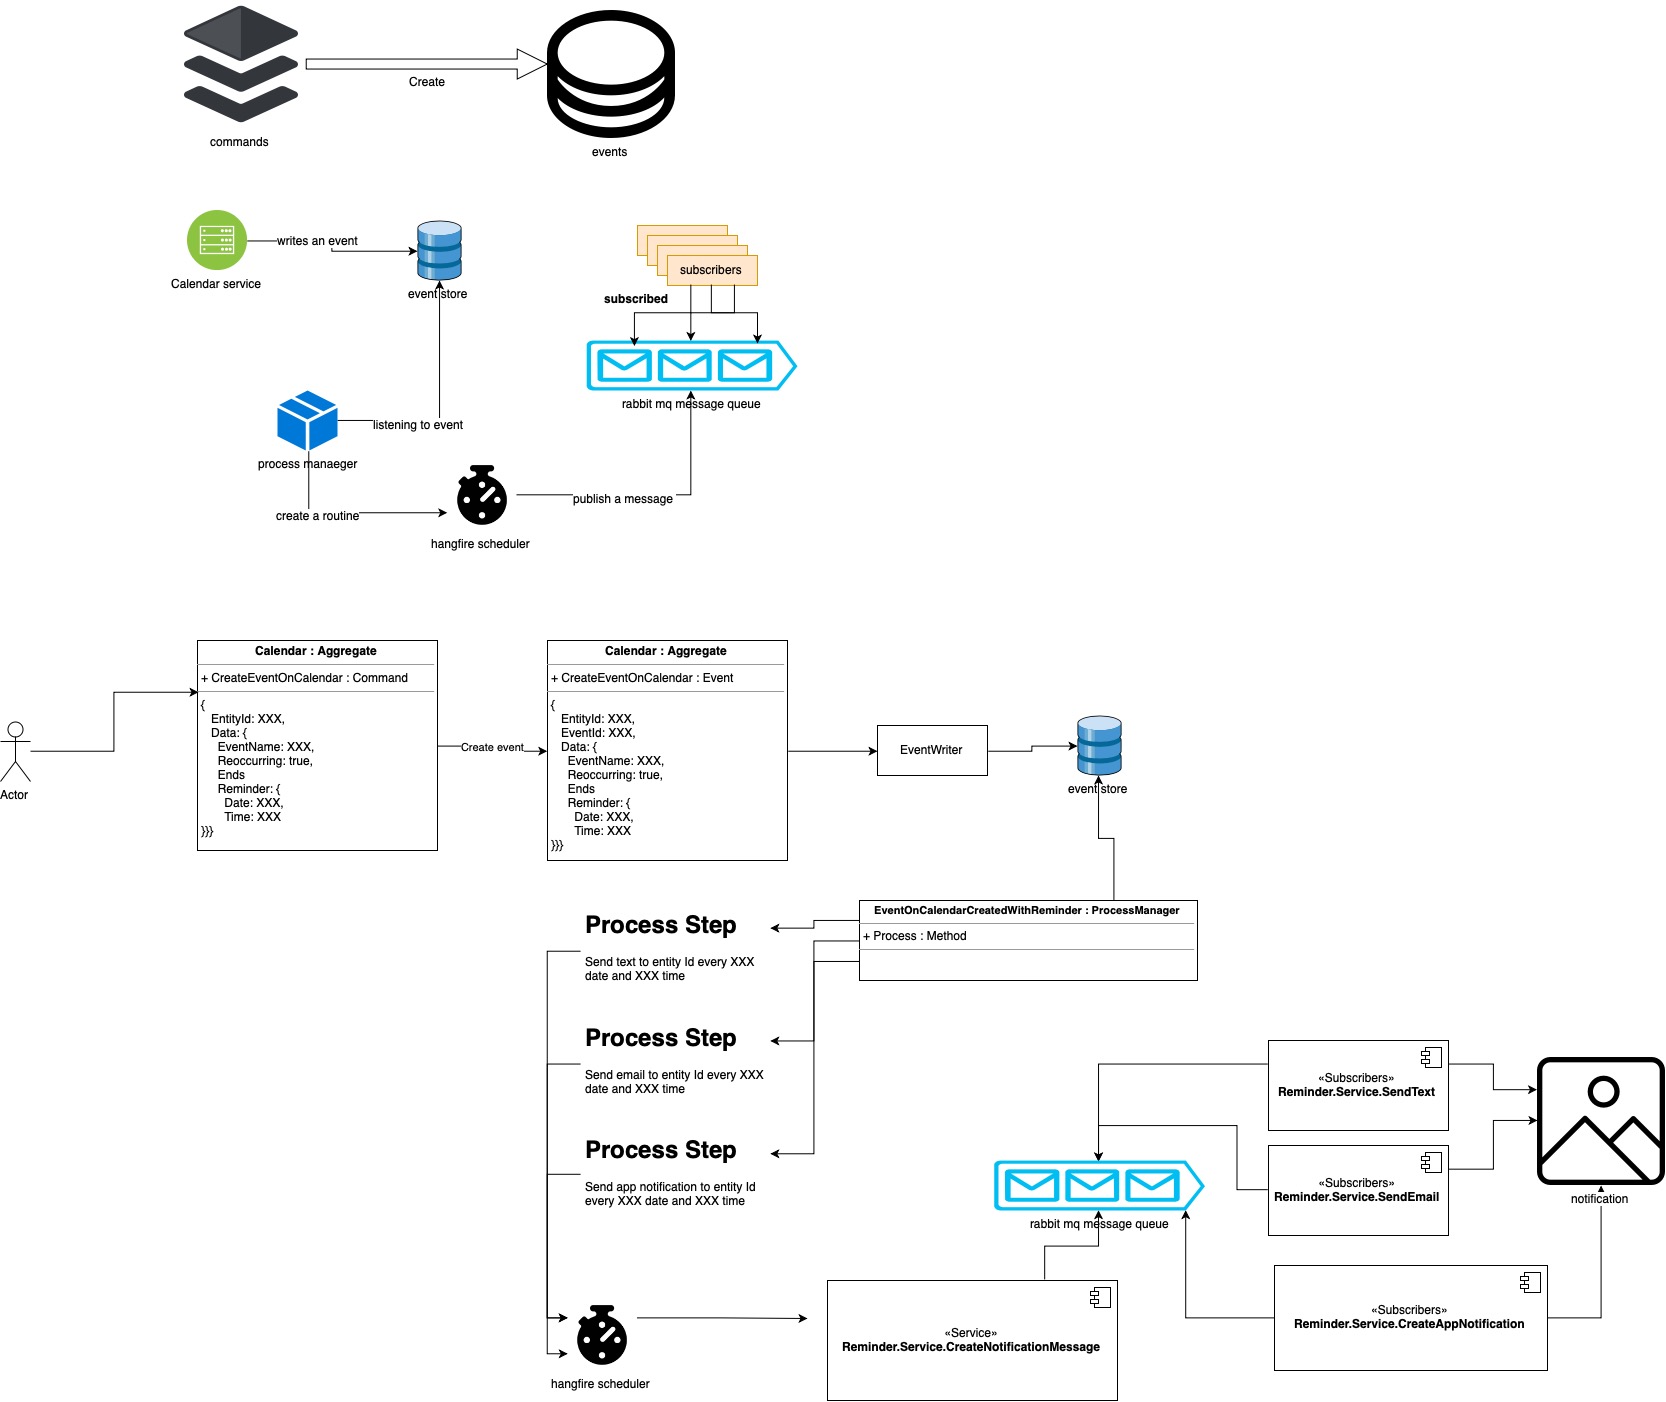 Create
commands
events
writes an event
Calendar service
event store
subscribers
subscribed
rabbit mq message queue
listening to event
process manaeger
publish a message
create a routine
hangfire scheduler
Calendar : Aggregate
+ CreateEventOnCalendar : Command
{
EntityId: XXX,
Data: {
EventName: XXX,
Reoccurring: true,
Ends
Reminder: {
Date: XXX,
Time: XXX
}}}
Create event
Calendar : Aggregate
+ CreateEventOnCalendar : Event
{
EntityId: XXX,
EventId: XXX,
Data: {
EventName: XXX,
Reoccurring: true,
Ends
Reminder: {
Date: XXX,
Time: XXX
}}}
EventWriter
event store
Actor
EventOnCalendarCreatedWithReminder : ProcessManager
+ Process : Method
Process Step
Send text to entity Id every XXX
date and XXX time
Process Step
Send email to entity Id every XXX
date and XXX time
Process Step
Send app notification to entity Id
every XXX date and XXX time
«Subscribers»
Reminder.Service.SendText
«Subscribers»
Reminder.Service.SendEmail
notification
rabbit mq message queue
«Subscribers»
Reminder.Service.CreateAppNotification
«Service»
Reminder.Service.CreateNotificationMessage
hangfire scheduler